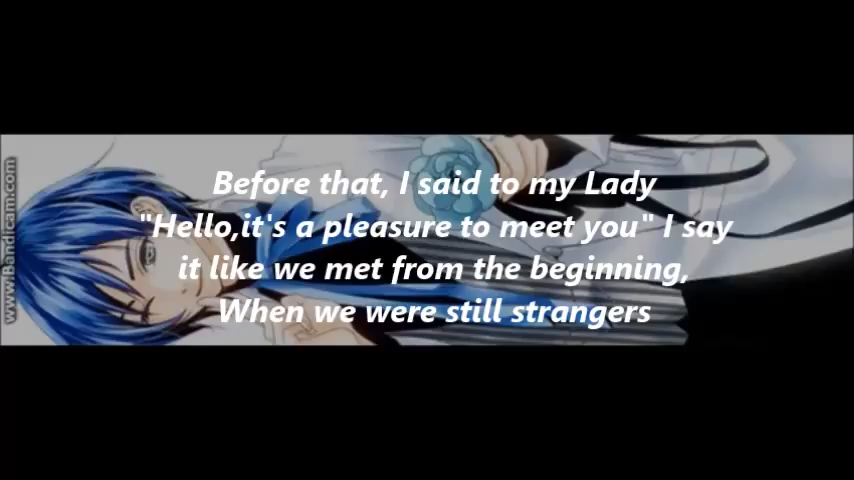 Before that, I said to my Lady
"Hello,it's a pleasure to meet you" I say
it like we met from the beginning,
When we were still strangers
www.Bandicam.com